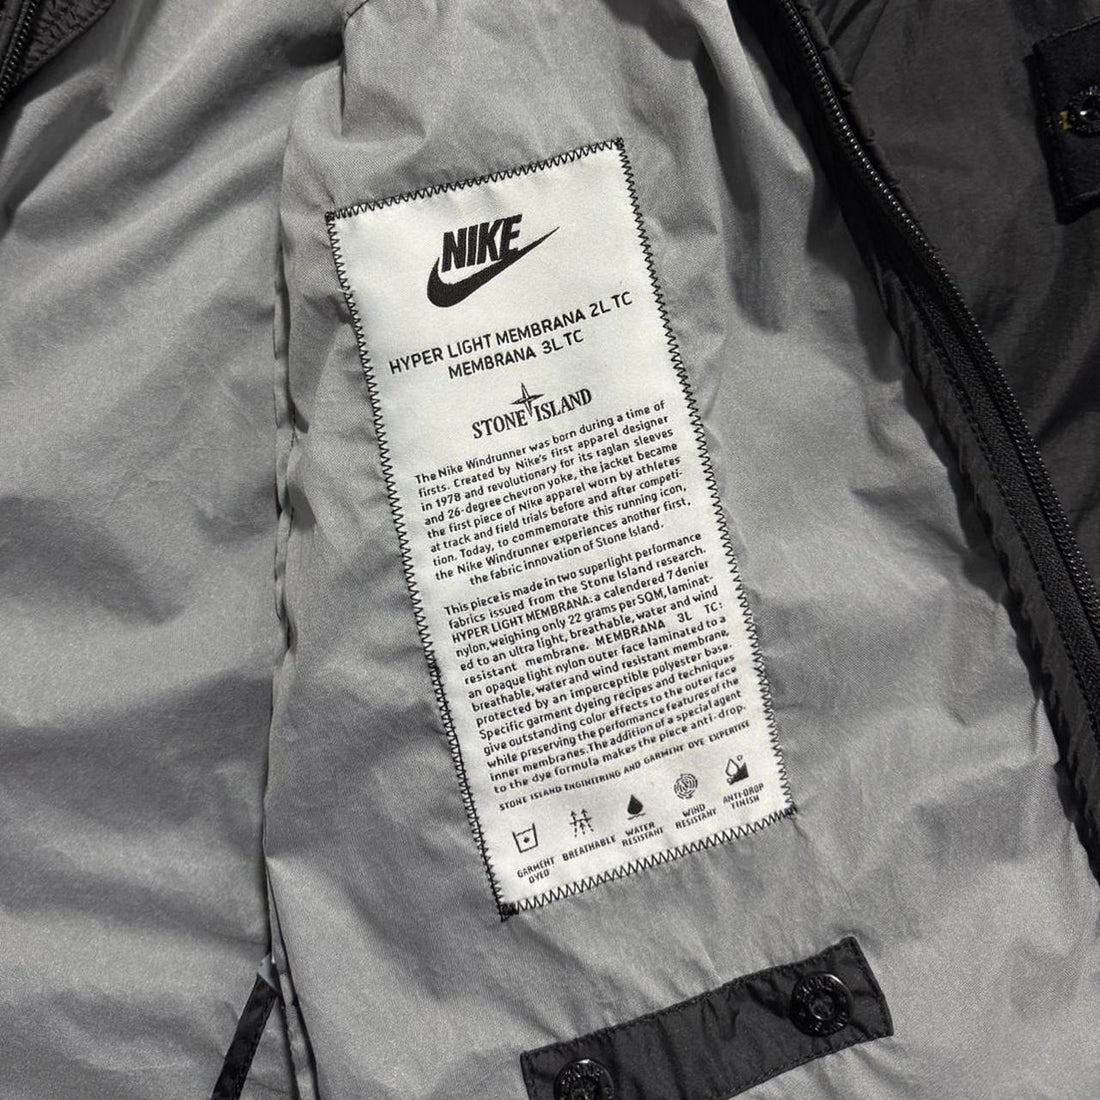 NIKE
HYPER LIGHT MEMBRANA 2L TC
MEMBRANA 3L TC
STONE ISLAND
The Nike Windrunner was born during a time of
firsts. Created by Nike's first apparel designer
in 1978 and revolutionary for its raglan sleeves
and 26-degree chevron yoke, the jacket became
the first piece of Nike apparel worn by athletes
at track and field trials before and after competi-
tion. Today, to commemorate this running icon,
the Nike Windrunner experiences another first,
the fabric innovation of Stone Island.
This piece is made in two superlight performance
fabrics issued from the Stone Island research.
HYPER LIGHT MEMBRANA: a calendered 7 denier
nylon, weighing only 22 grams per SQM, laminat-
ed to an ultra light, breathable, water and wind
resistant membrane. MEMBRANA 3L TC:
an opaque light nylon outer face laminated to a
breathable, water and wind resistant membrane,
protected by an imperceptible polyester base.
Specific garment dyeing recipes and techniques
give outstanding color effects to the outer face
while preserving the performance features of the
inner membranes. The addition of a special agent
to the dye formula makes the piece anti-drop.
STONE ISLAND ENGINEERING AND GARMENT DYE EXPERTISE
GARMENT
DYED
BREATHABLE
WATER
RESISTANT
WIND
RESISTANT
ANTI-DROP
FINISH